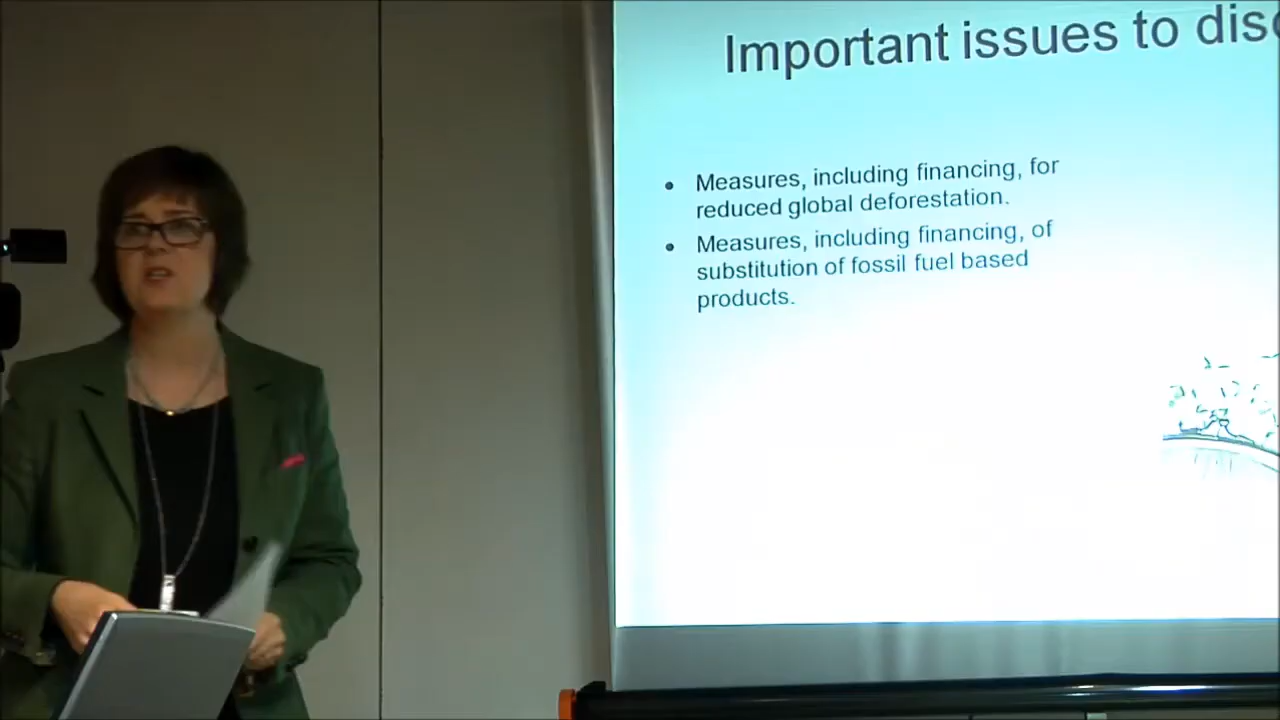 Important issues to disc
Measures, including financing, for
reduced global deforestation.
Measures, including financing, of
substitution of fossil fuel based
products.